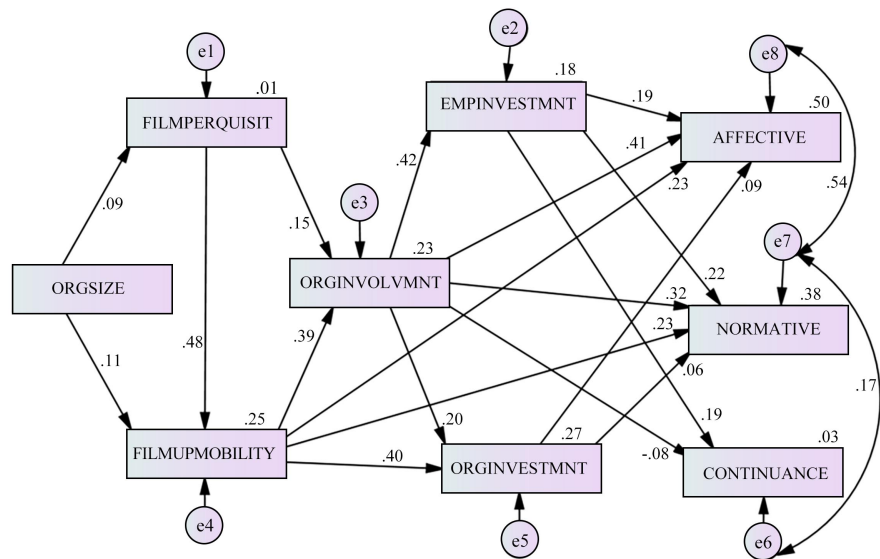 e1
.01
FILMPERQUISIT
e2
.18
EMPINVESTMNT
e8
.50
AFFECTIVE
.19
.41
.23
.09
.54
.42
.09
.15
e3
.23
ORGINVOLVMNT
ORGSIZE
e7
.38
NORMATIVE
.22
.32
.23
.06
.17
.11
.48
.39
.20
.19
-.08
.25
FILMUPMOBILITY
.40
.27
ORGINVESTMNT
.03
CONTINUANCE
e4
e5
e6